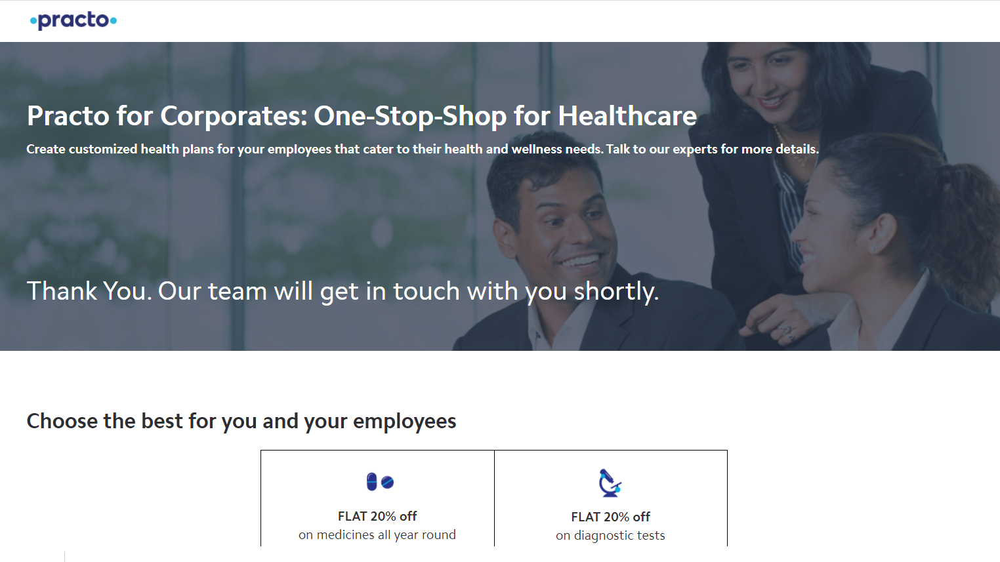 practo
Practo for Corporates: One-Stop-Shop for Healthcare
Create customized health plans for your employees that cater to their health and wellness needs. Talk to our experts for more details.
Thank You. Our team will get in touch with you shortly.
Choose the best for you and your employees
FLAT 20% off
on medicines all year round
FLAT 20% off
on diagnostic tests